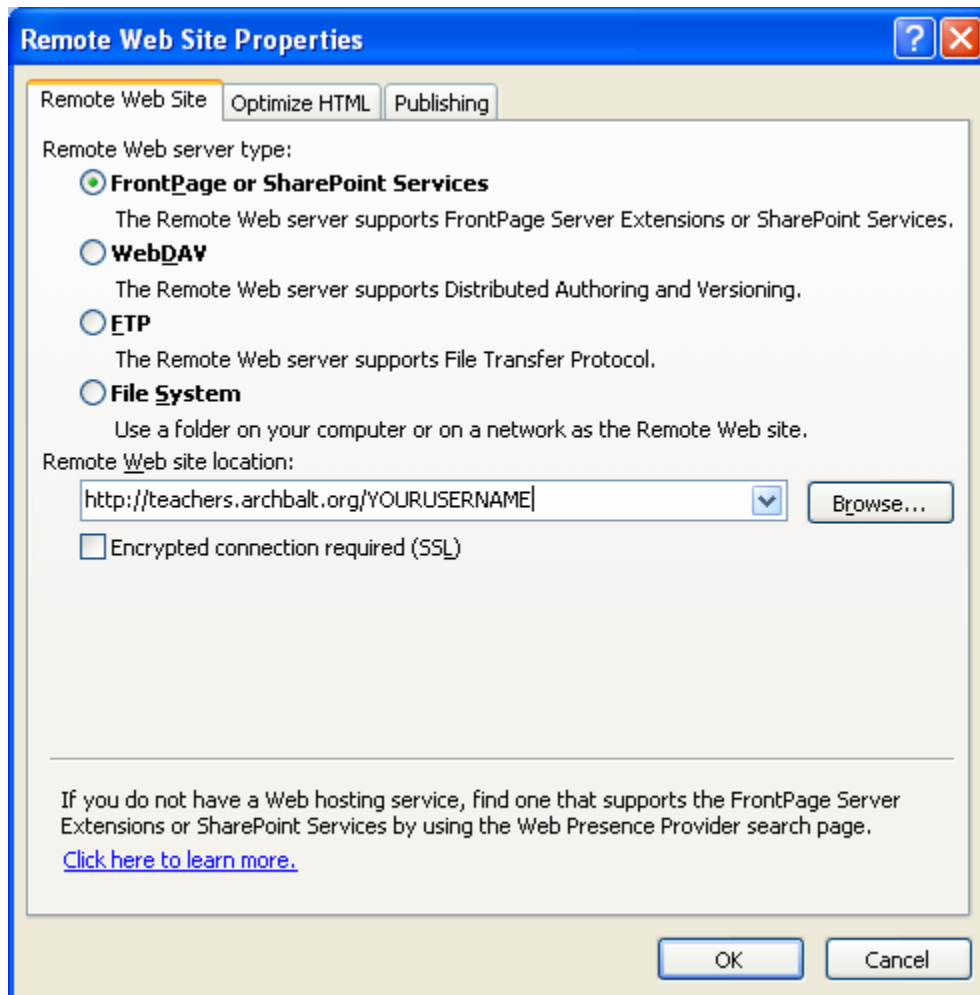 Remote Web Site Properties
Remote Web Site
Optimize HTML
Publishing
Remote Web server type:
FrontPage or SharePoint Services
The Remote Web server supports FrontPage Server Extensions or SharePoint Services.
WebDAV
The Remote Web server supports Distributed Authoring and Versioning.
FTP
The Remote Web server supports File Transfer Protocol.
File System
Use a folder on your computer or on a network as the Remote Web site.
Remote Web site location:
http://teachers.archbalt.org/YOURUSERNAME
Browse...
Encrypted connection required (SSL)
If you do not have a Web hosting service, find one that supports the FrontPage Server
Extensions or SharePoint Services by using the Web Presence Provider search page.
Click here to learn more.
OK
Cancel